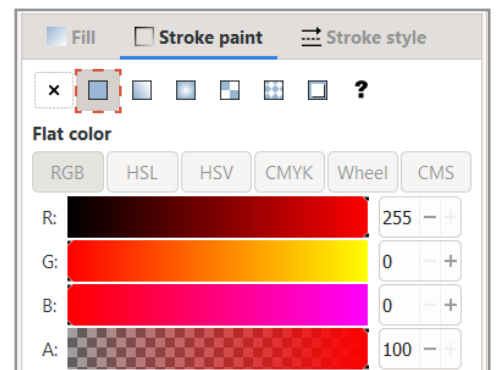 Fill Stroke paint Stroke style
× ?
Flat color
RGB HSL HSV CMYK Wheel CMS
R: 255 − +
G: 0 − +
B: 0 − +
A: 100 − +